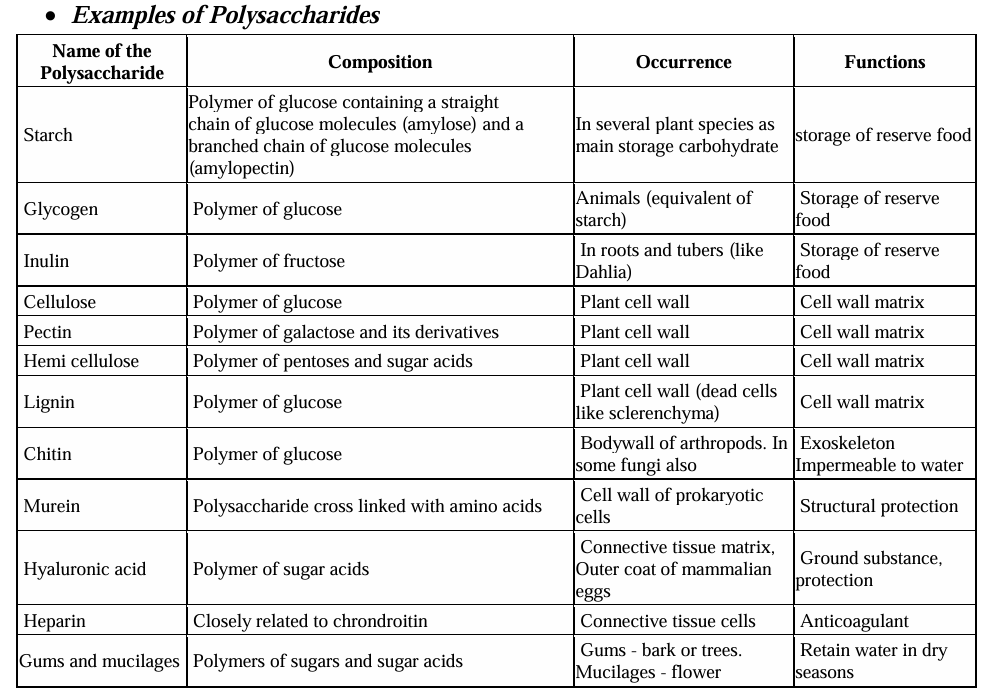 • Examples of Polysaccharides
Name of the
Polysaccharide
Composition
Occurrence
Functions
Starch
Polymer of glucose containing a straight
chain of glucose molecules (amylose) and a
branched chain of glucose molecules
(amylopectin)
In several plant species as
main storage carbohydrate
storage of reserve food
Glycogen
Polymer of glucose
Animals (equivalent of
starch)
Storage of reserve
food
Inulin
Polymer of fructose
In roots and tubers (like
Dahlia)
Storage of reserve
food
Cellulose
Polymer of glucose
Plant cell wall
Cell wall matrix
Pectin
Polymer of galactose and its derivatives
Plant cell wall
Cell wall matrix
Hemi cellulose
Polymer of pentoses and sugar acids
Plant cell wall
Cell wall matrix
Lignin
Polymer of glucose
Plant cell wall (dead cells
like sclerenchyma)
Cell wall matrix
Chitin
Polymer of glucose
Bodywall of arthropods. In
some fungi also
Exoskeleton
Impermeable to water
Murein
Polysaccharide cross linked with amino acids
Cell wall of prokaryotic
cells
Structural protection
Hyaluronic acid
Polymer of sugar acids
Connective tissue matrix,
Outer coat of mammalian
eggs
Ground substance,
protection
Heparin
Closely related to chrondroitin
Connective tissue cells
Anticoagulant
Gums and mucilages
Polymers of sugars and sugar acids
Gums - bark or trees.
Mucilages - flower
Retain water in dry
seasons